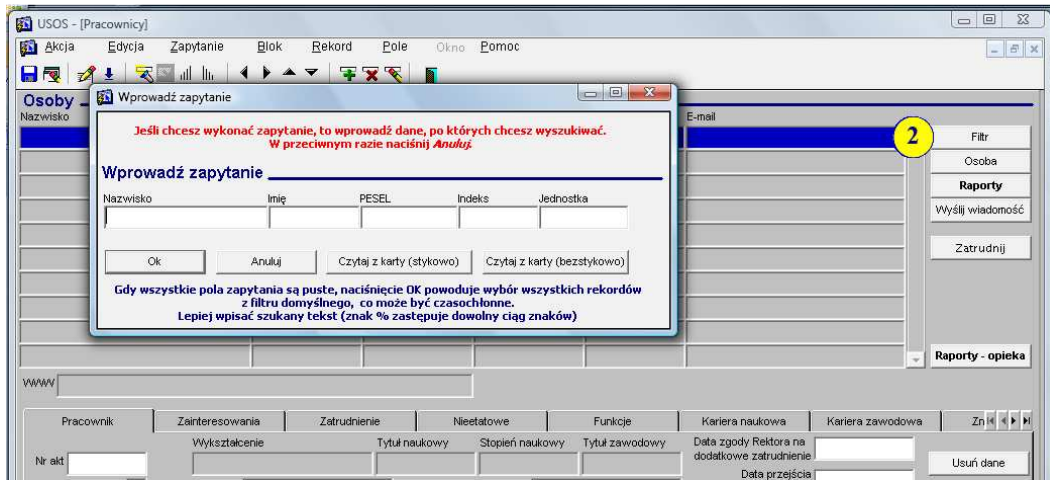 USOS - [Pracownicy]
Akcja Edycja Zapytanie Blok Rekord Pole Okno Pomoc
Osoby
Nazwisko
E-mail
Wprowadź zapytanie
Jeśli chcesz wykonać zapytanie, to wprowadź dane, po których chcesz wyszukiwać.
W przeciwnym razie naciśnij Anuluj.
Wprowadź zapytanie
Nazwisko Imię PESEL Indeks Jednostka
Ok Anuluj Czytaj z karty (stykowo) Czytaj z karty (bezstykowo)
Gdy wszystkie pola zapytania są puste, naciśnięcie OK powoduje wybór wszystkich rekordów
z filtru domyślnego, co może być czasochłonne.
Lepiej wpisać szukany tekst (znak % zastępuje dowolny ciąg znaków)
2
Filtr
Osoba
Raporty
Wyślij wiadomość
Zatrudnij
Raporty - opieka
WWW
Pracownik Zainteresowania Zatrudnienie Nieetatowe Funkcje Kariera naukowa Kariera zawodowa Zn
Wykształcenie Tytuł naukowy Stopień naukowy Tytuł zawodowy Data zgody Rektora na
dodatkowe zatrudnienie
Nr akt
Usuń dane
Data przejścia